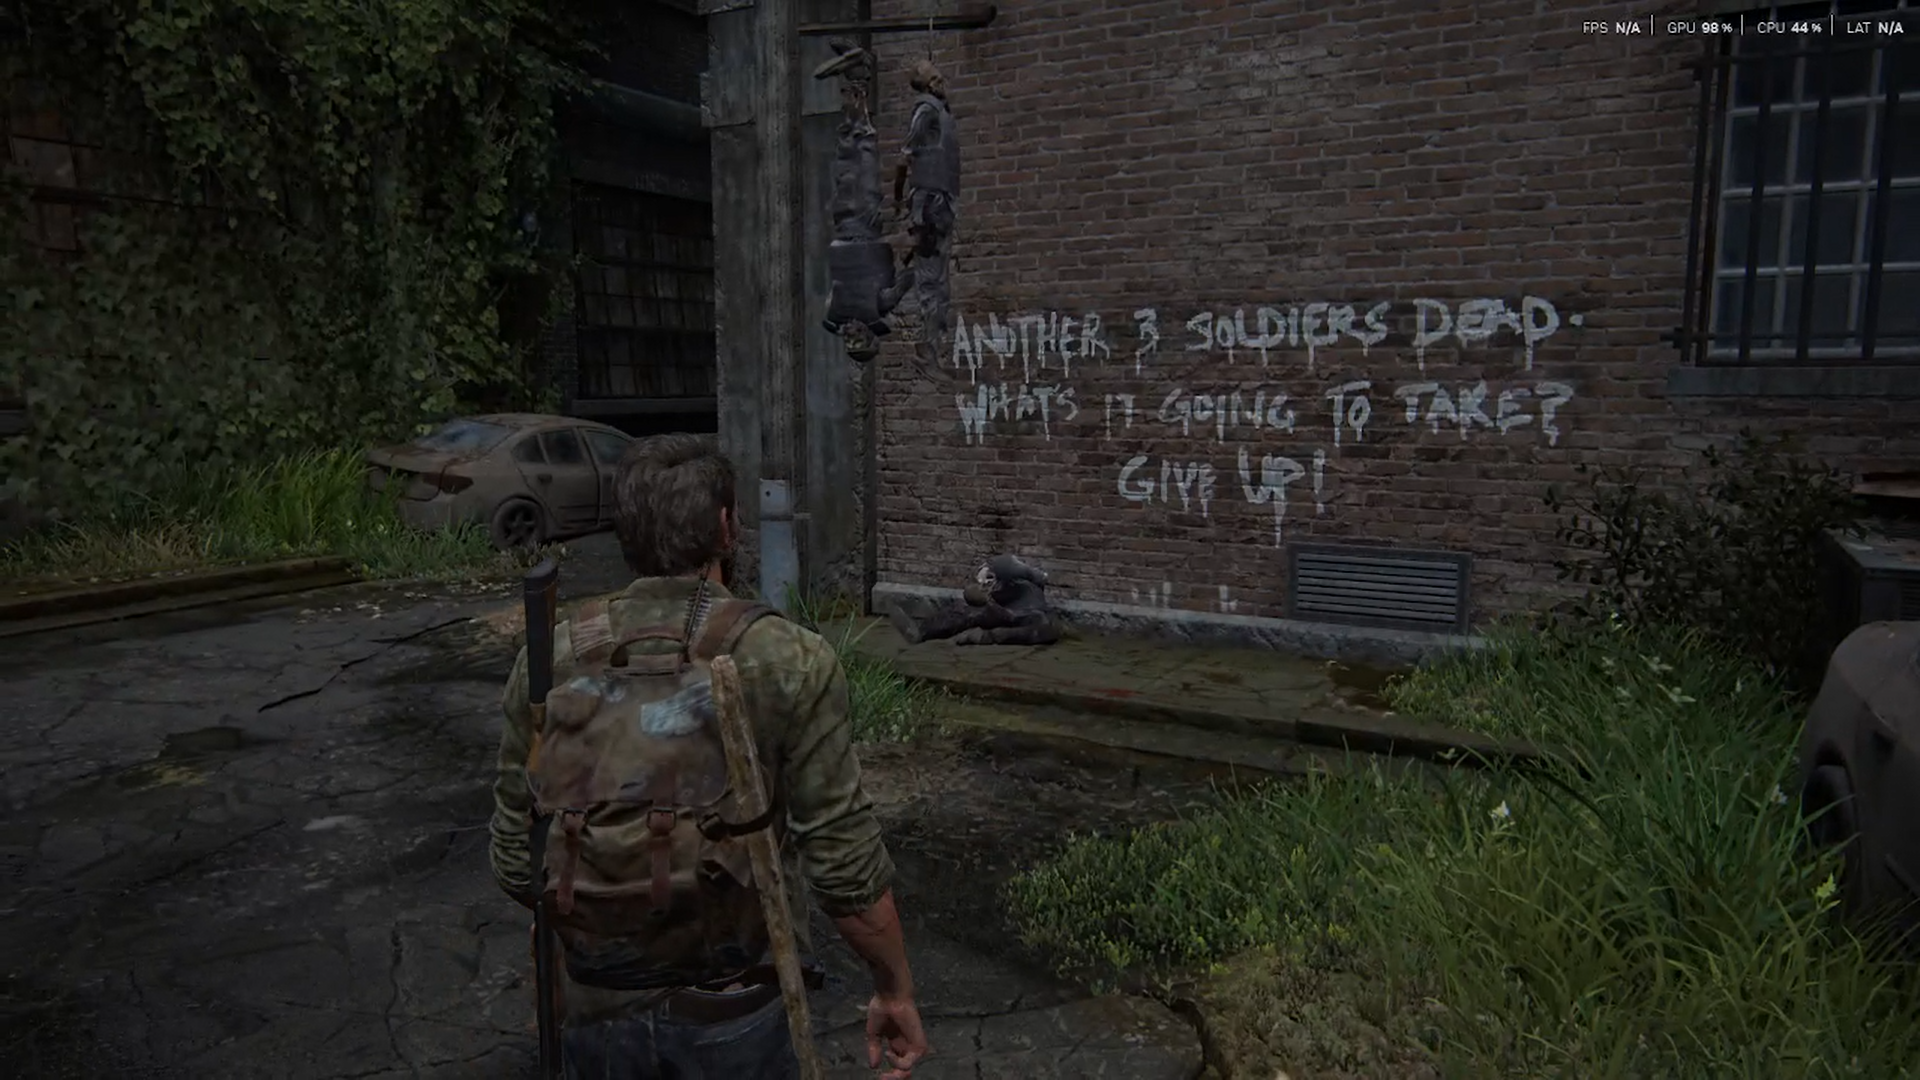 FPS N/A | GPU 98 % | CPU 44 % | LAT N/A
ANOTHER 3 SOLDIERS DEAD.
WHAT'S IT GOING TO TAKE?
GIVE UP!